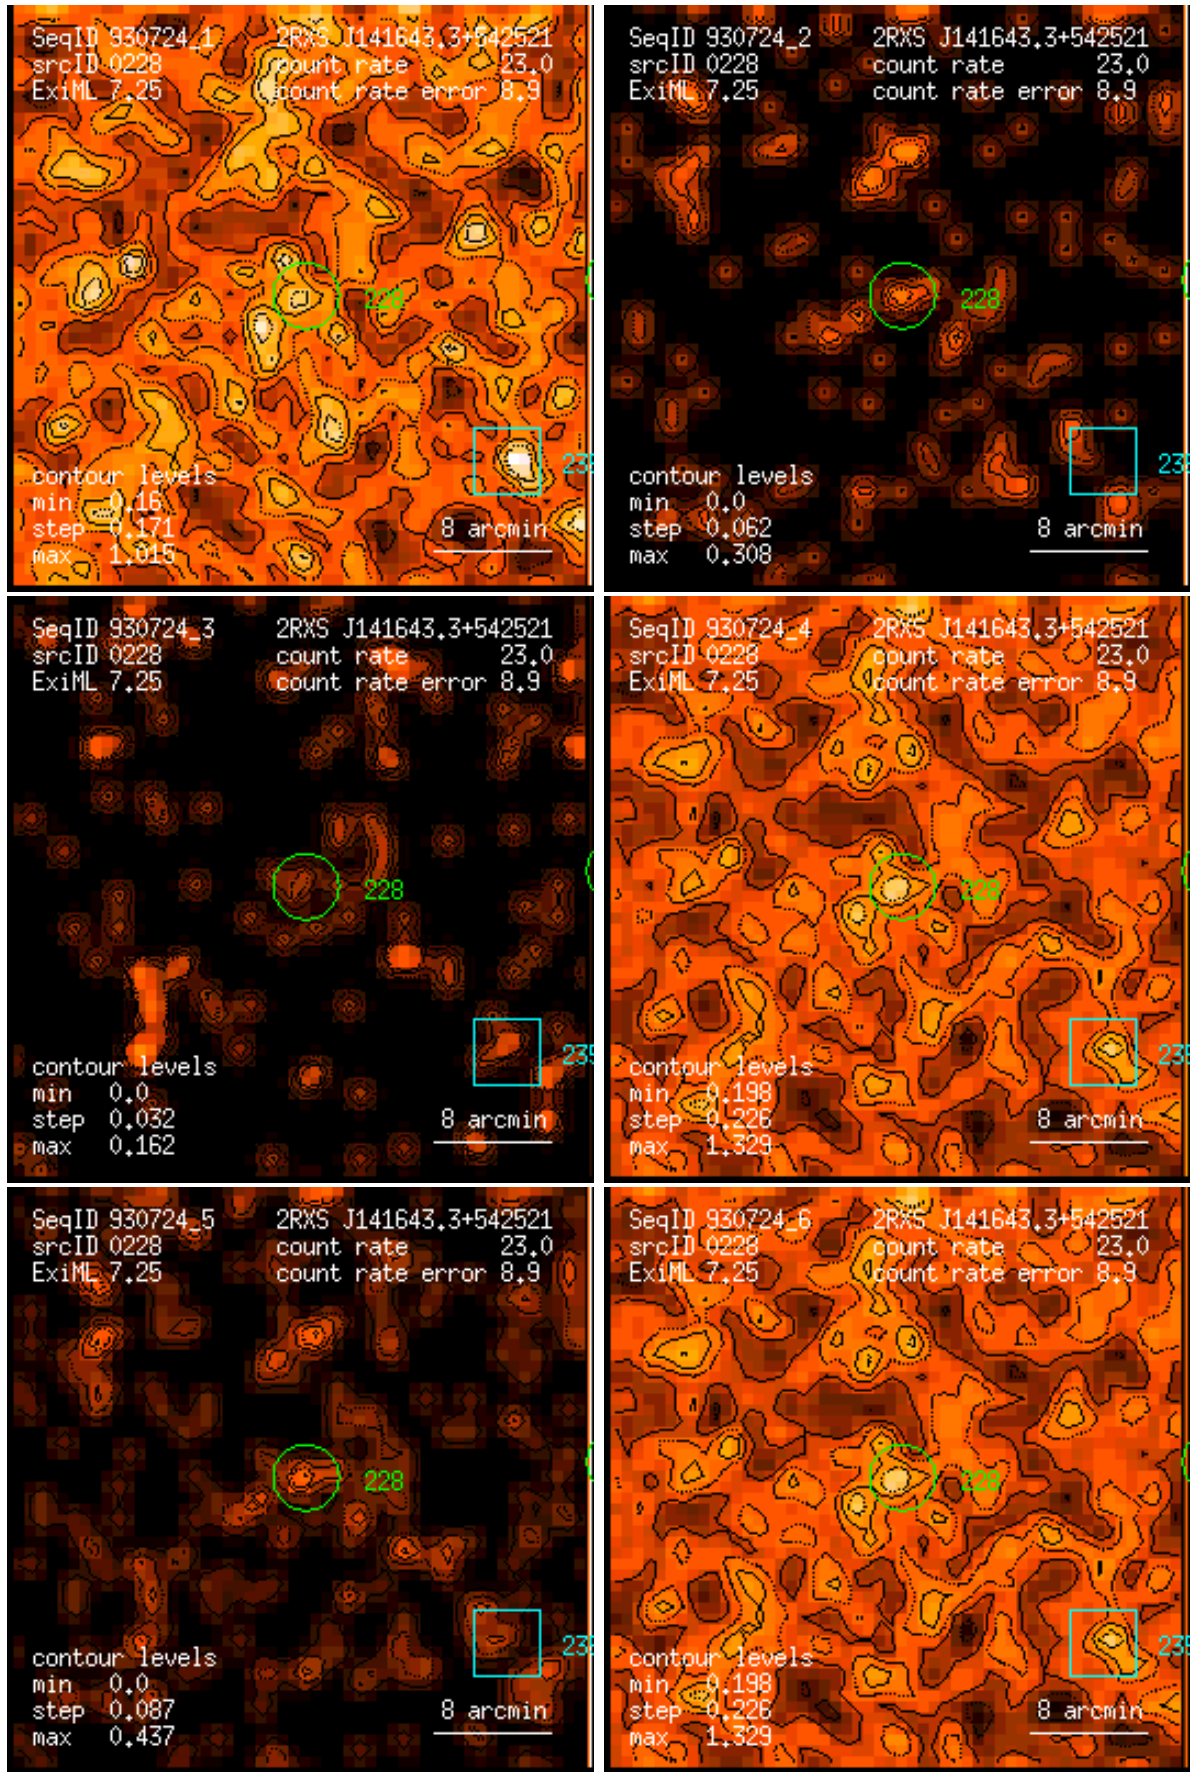 SeqID 930724_1 2RXS J141643.3+542521
srcID 0228 count rate 23.0
ExiML 7.25 count rate error 8.9
228
contour levels
min 0.16
step 0.171 8 arcmin
max 1.015
SeqID 930724_2 2RXS J141643.3+542521
srcID 0228 count rate 23.0
ExiML 7.25 count rate error 8.9
228
contour levels
min 0.0
step 0.062 8 arcmin
max 0.308
SeqID 930724_3 2RXS J141643.3+542521
srcID 0228 count rate 23.0
ExiML 7.25 count rate error 8.9
228
contour levels
min 0.0
step 0.032 8 arcmin
max 0.162
SeqID 930724_4 2RXS J141643.3+542521
srcID 0228 count rate 23.0
ExiML 7.25 count rate error 8.9
228
contour levels
min 0.198
step 0.226 8 arcmin
max 1.329
SeqID 930724_5 2RXS J141643.3+542521
srcID 0228 count rate 23.0
ExiML 7.25 count rate error 8.9
228
contour levels
min 0.0
step 0.087 8 arcmin
max 0.437
SeqID 930724_6 2RXS J141643.3+542521
srcID 0228 count rate 23.0
ExiML 7.25 count rate error 8.9
228
contour levels
min 0.198
step 0.226 8 arcmin
max 1.329